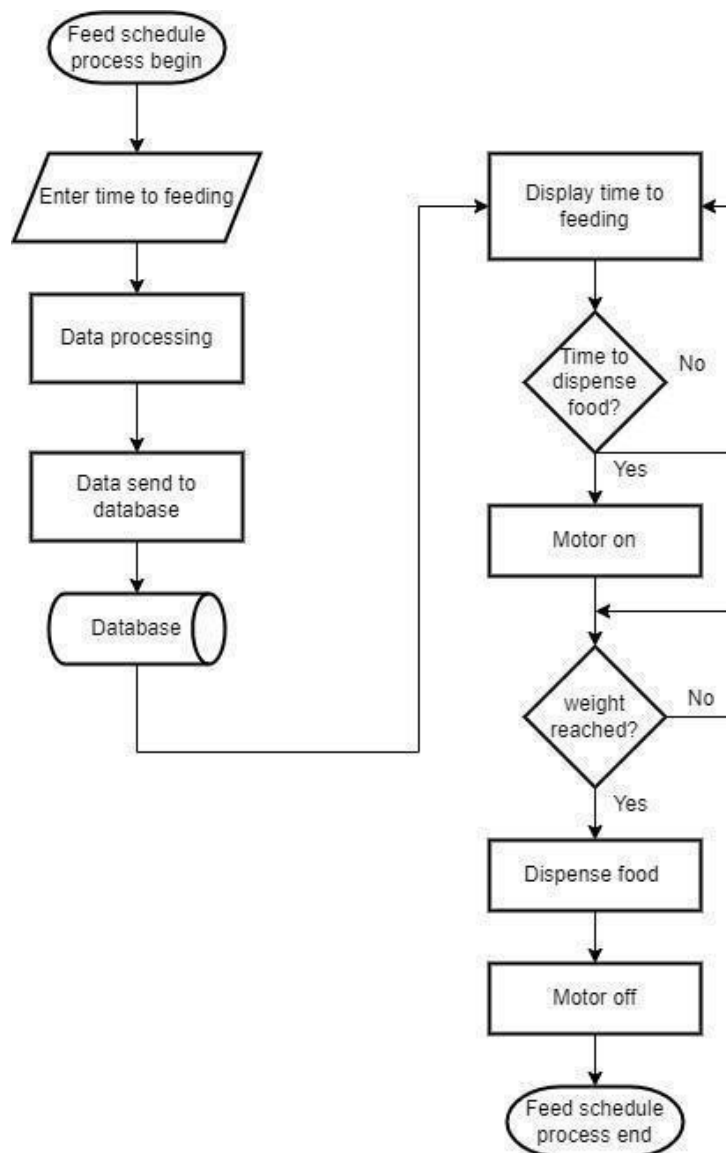 Feed schedule
process begin
Enter time to feeding
Data processing
Data send to
database
Database
Display time to
feeding
Time to
dispense
food?
No
Yes
Motor on
weight
reached?
No
Yes
Dispense food
Motor off
Feed schedule
process end